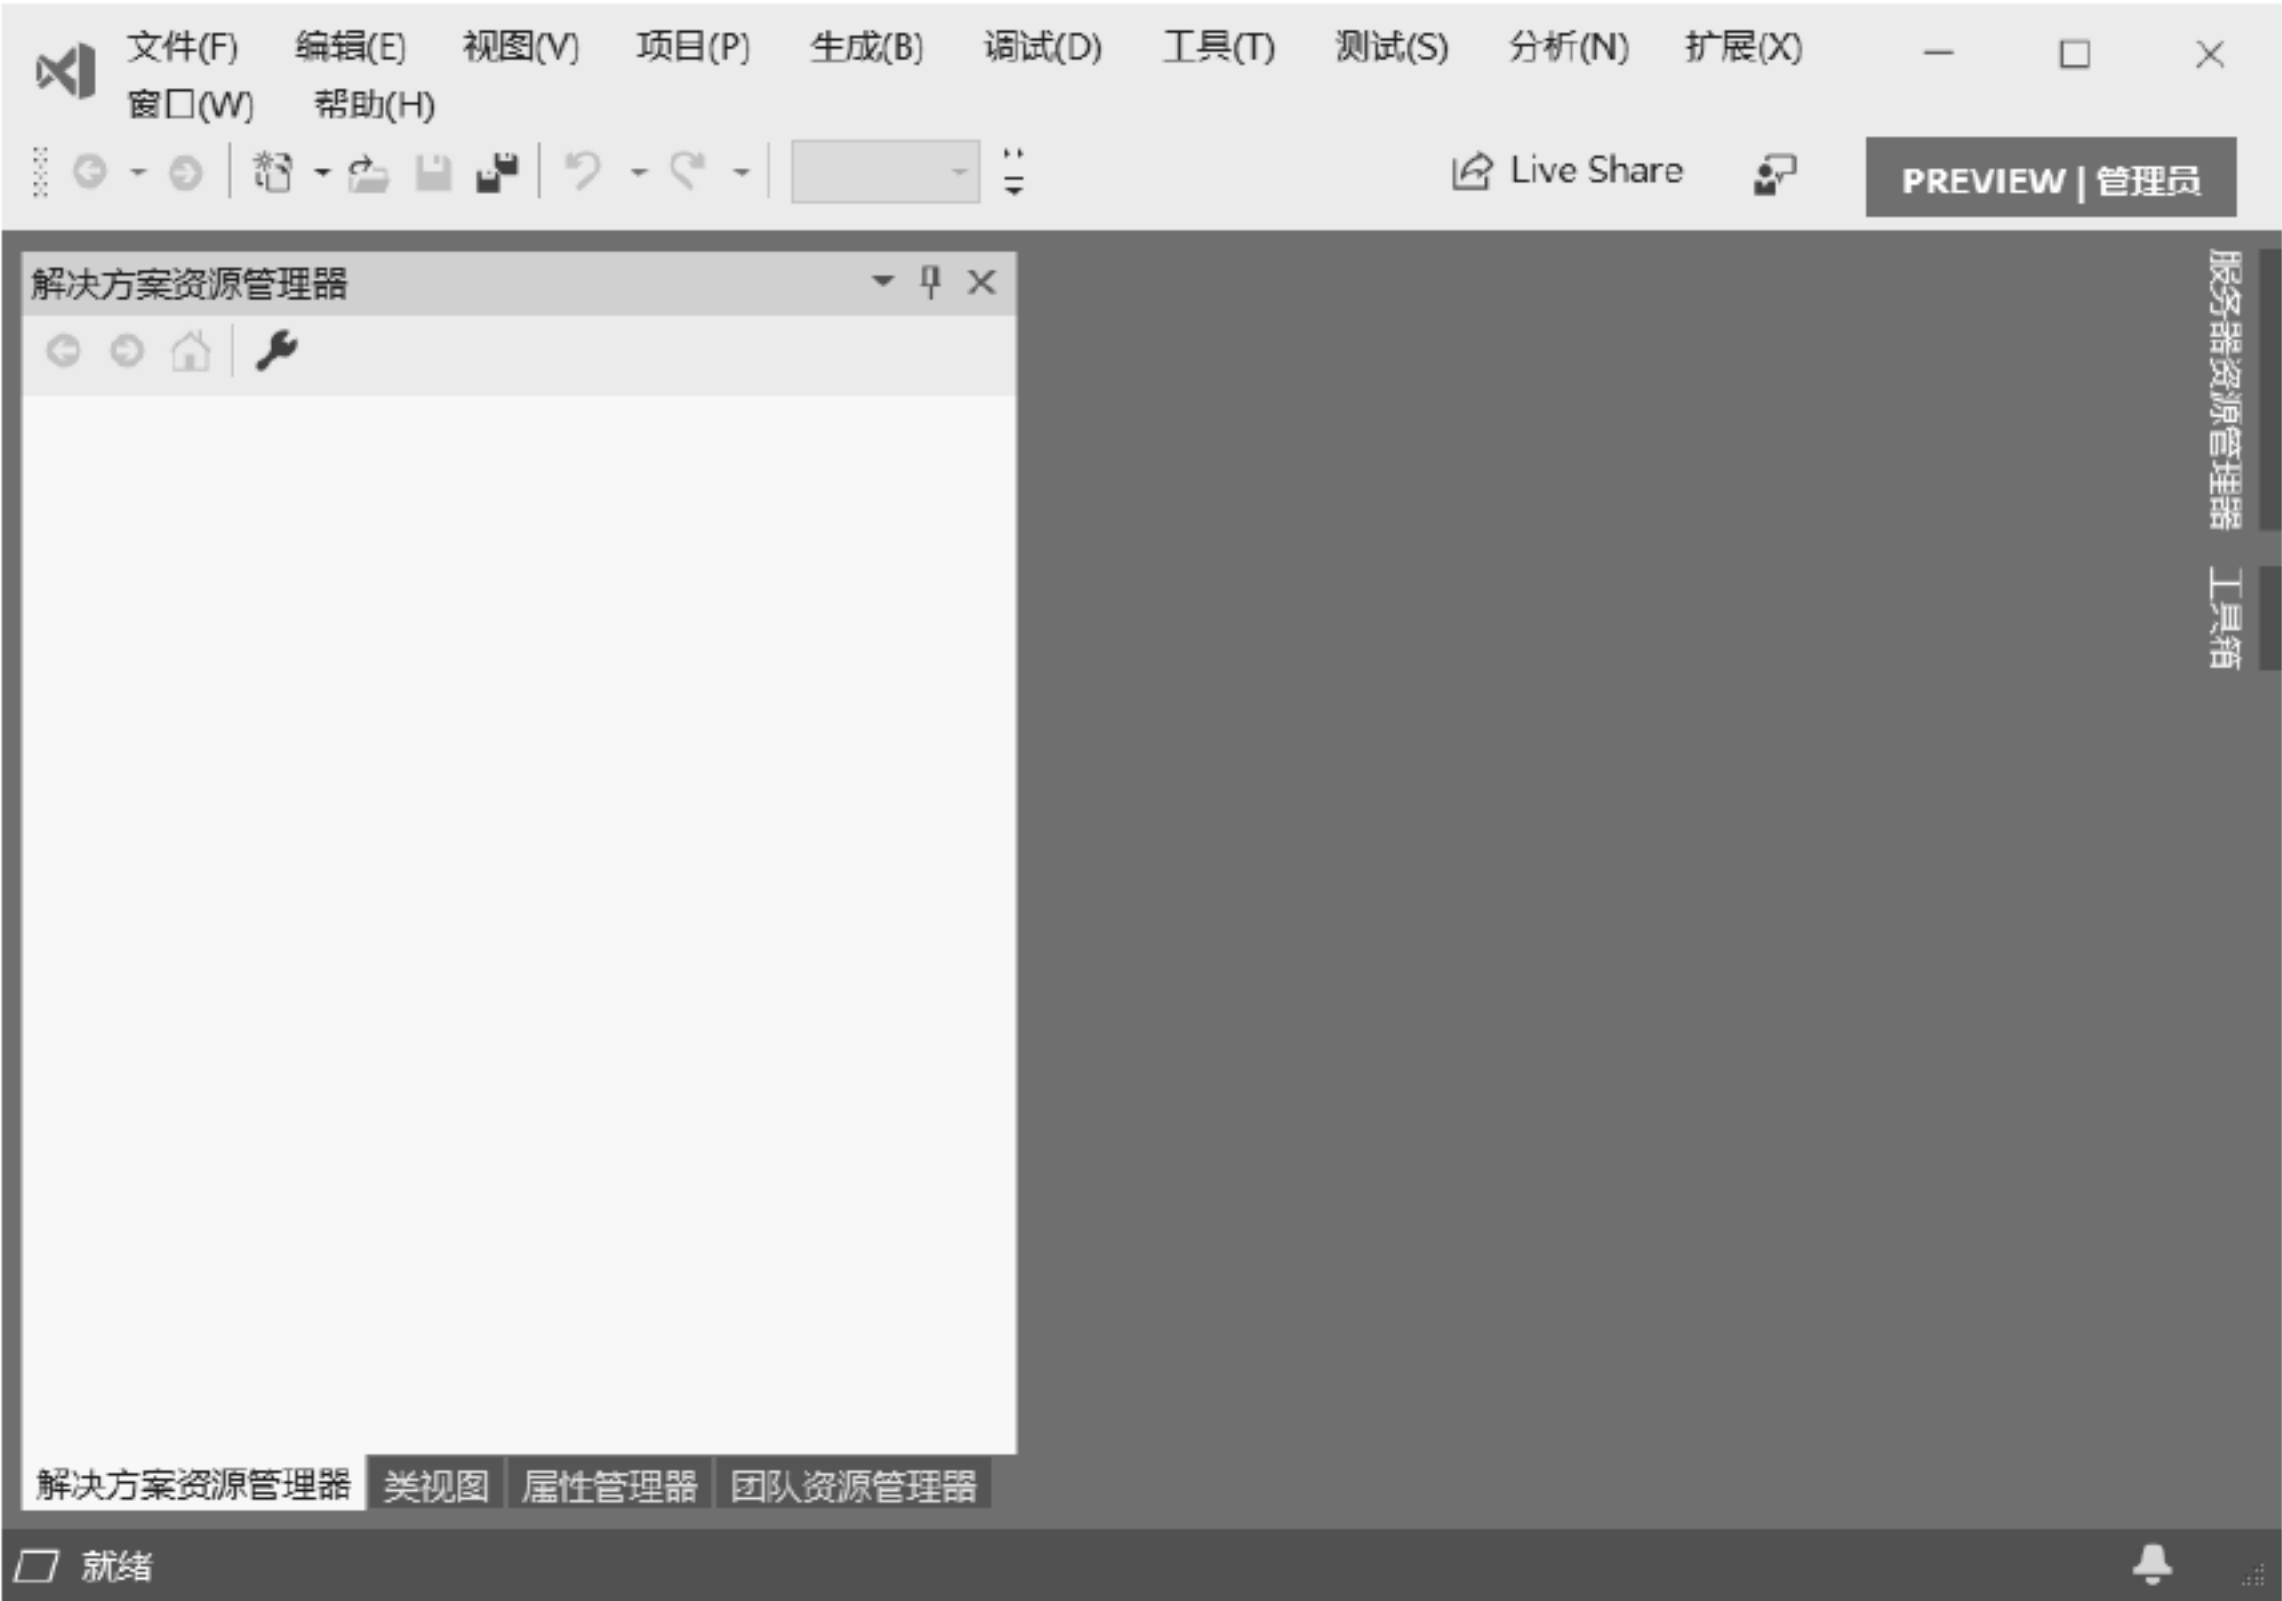 文件(F) 编辑(E) 视图(V) 项目(P) 生成(B) 调试(D) 工具(T) 测试(S) 分析(N) 扩展(X)
窗口(W) 帮助(H)
Live Share
PREVIEW | 管理员
解决方案资源管理器
服务器资源管理器
工具箱
解决方案资源管理器 类视图 属性管理器 团队资源管理器
就绪